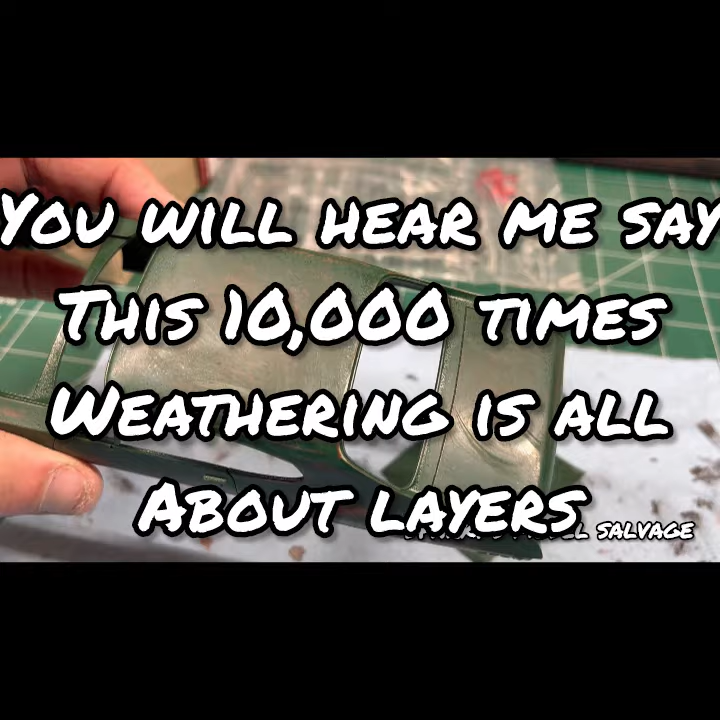 You will hear me say
This 10,000 times
Weathering is all
About layers
salvage